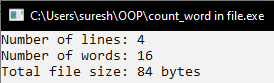 C:\Users\suresh\OOP\count_word in file.exe
Number of lines: 4
Number of words: 16
Total file size: 84 bytes